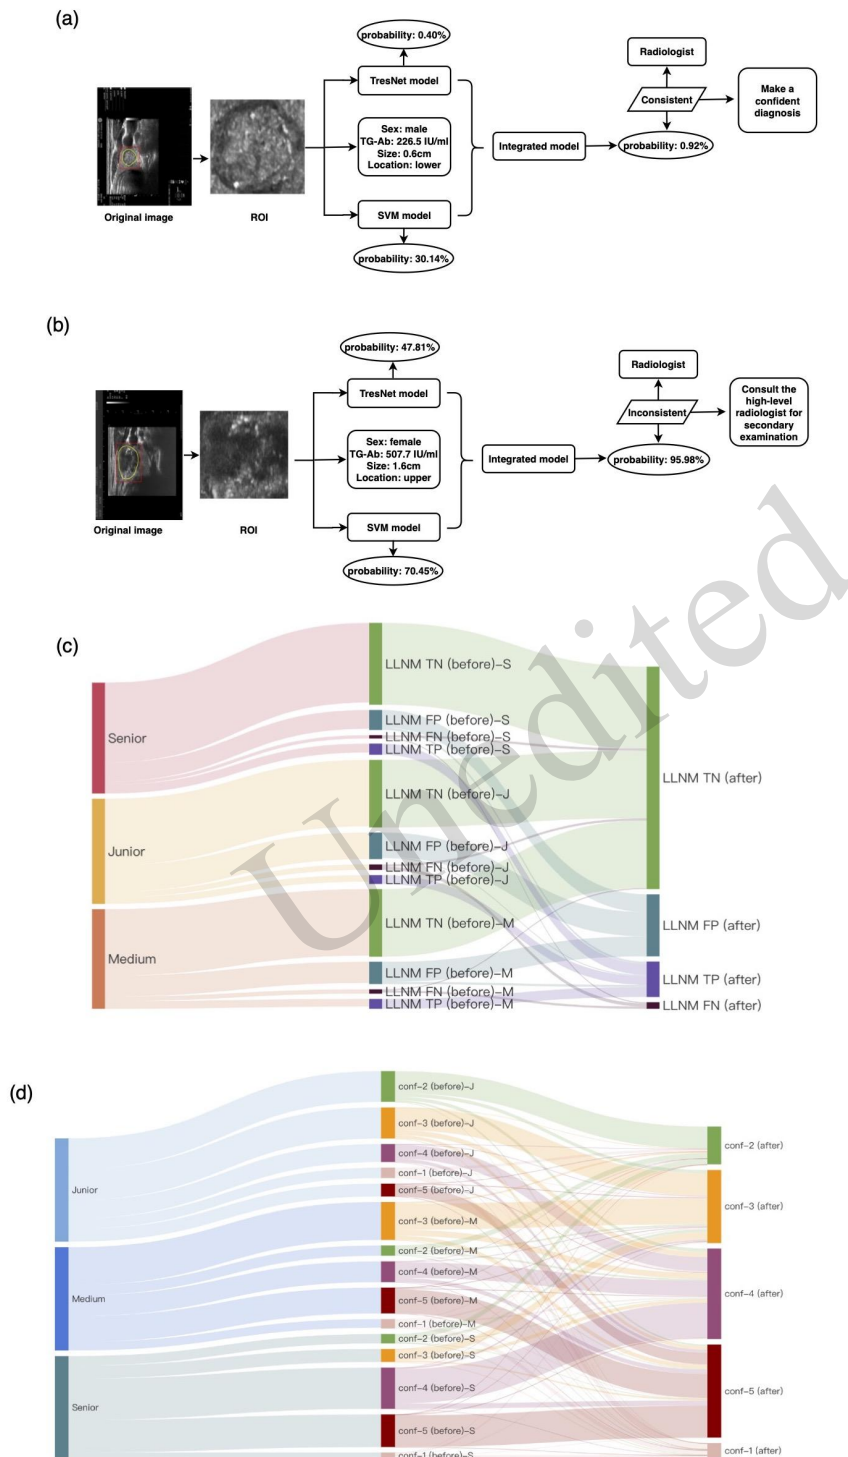 (a)
probability: 0.40%
TresNet model
Sex: male
TG-Ab: 226.5 IU/ml
Size: 0.6cm
Location: lower
SVM model
probability: 30.14%
Original image
ROI
Integrated model
Radiologist
Consistent
probability: 0.92%
Make a
confident
diagnosis
(b)
probability: 47.81%
TresNet model
Sex: female
TG-Ab: 507.7 IU/ml
Size: 1.6cm
Location: upper
SVM model
probability: 70.45%
Original image
ROI
Integrated model
Radiologist
Inconsistent
probability: 95.98%
Consult the
high-level
radiologist for
secondary
examination
Unedited
(c)
Senior
Junior
Medium
LLNM TN (before)-S
LLNM FP (before)-S
LLNM FN (before)-S
LLNM TP (before)-S
LLNM TN (before)-J
LLNM FP (before)-J
LLNM FN (before)-J
LLNM TP (before)-J
LLNM TN (before)-M
LLNM FP (before)-M
LLNM FN (before)-M
LLNM TP (before)-M
LLNM TN (after)
LLNM FP (after)
LLNM TP (after)
LLNM FN (after)
(d)
Junior
Medium
Senior
conf-2 (before)-J
conf-3 (before)-J
conf-4 (before)-J
conf-1 (before)-J
conf-5 (before)-J
conf-3 (before)-M
conf-2 (before)-M
conf-4 (before)-M
conf-5 (before)-M
conf-1 (before)-M
conf-2 (before)-S
conf-3 (before)-S
conf-4 (before)-S
conf-5 (before)-S
conf-1 (before)-S
conf-2 (after)
conf-3 (after)
conf-4 (after)
conf-5 (after)
conf-1 (after)